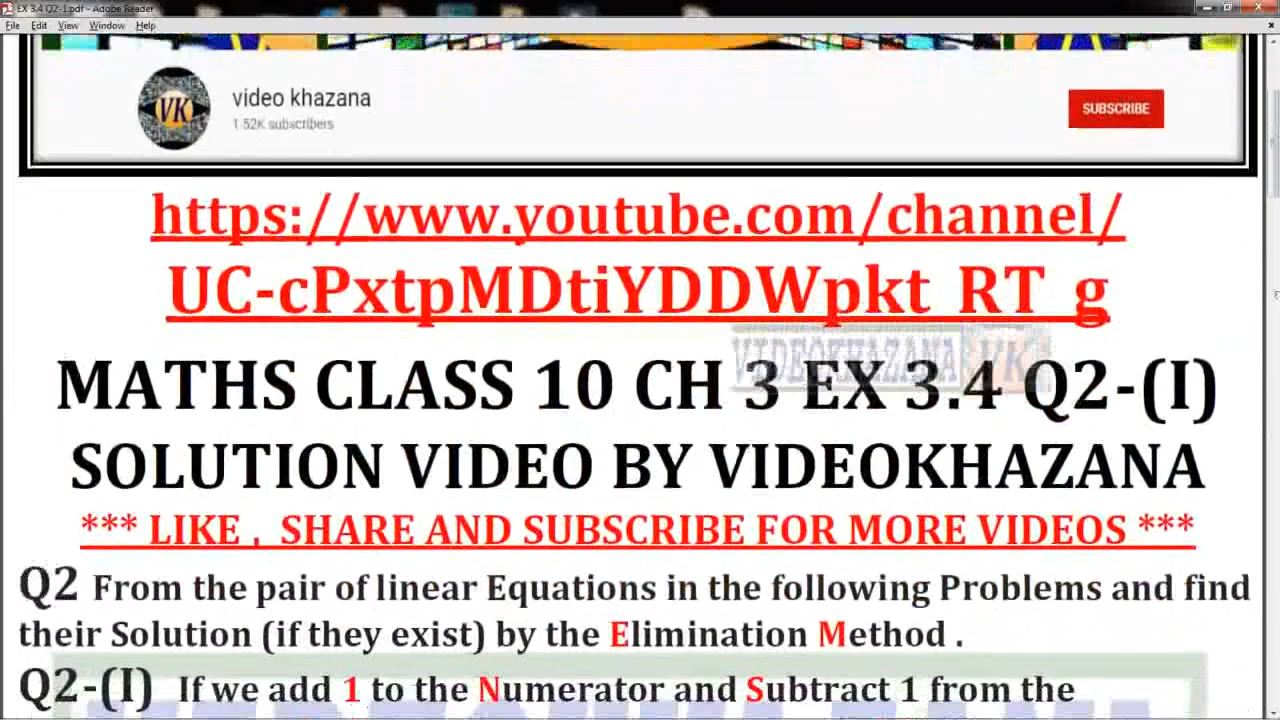 EX 3.4 Q2-I.pdf - Adobe Reader
File Edit View Window Help
video khazana
1.52K subscribers
SUBSCRIBE
VK
https://www.youtube.com/channel/
UC-cPxtpMDtiYDDWpkt_RT_g
VIDEOKHAZANA VK
MATHS CLASS 10 CH 3 EX 3.4 Q2-(I)
SOLUTION VIDEO BY VIDEOKHAZANA
*** LIKE , SHARE AND SUBSCRIBE FOR MORE VIDEOS ***
Q2 From the pair of linear Equations in the following Problems and find
their Solution (if they exist) by the Elimination Method .
Q2-(I) If we add 1 to the Numerator and Subtract 1 from the